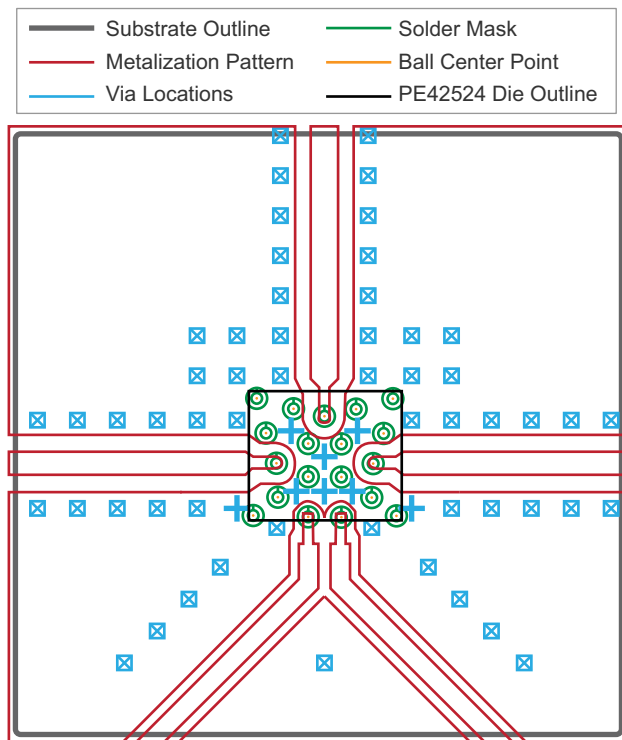 Substrate Outline
Solder Mask
Metalization Pattern
Ball Center Point
Via Locations
PE42524 Die Outline